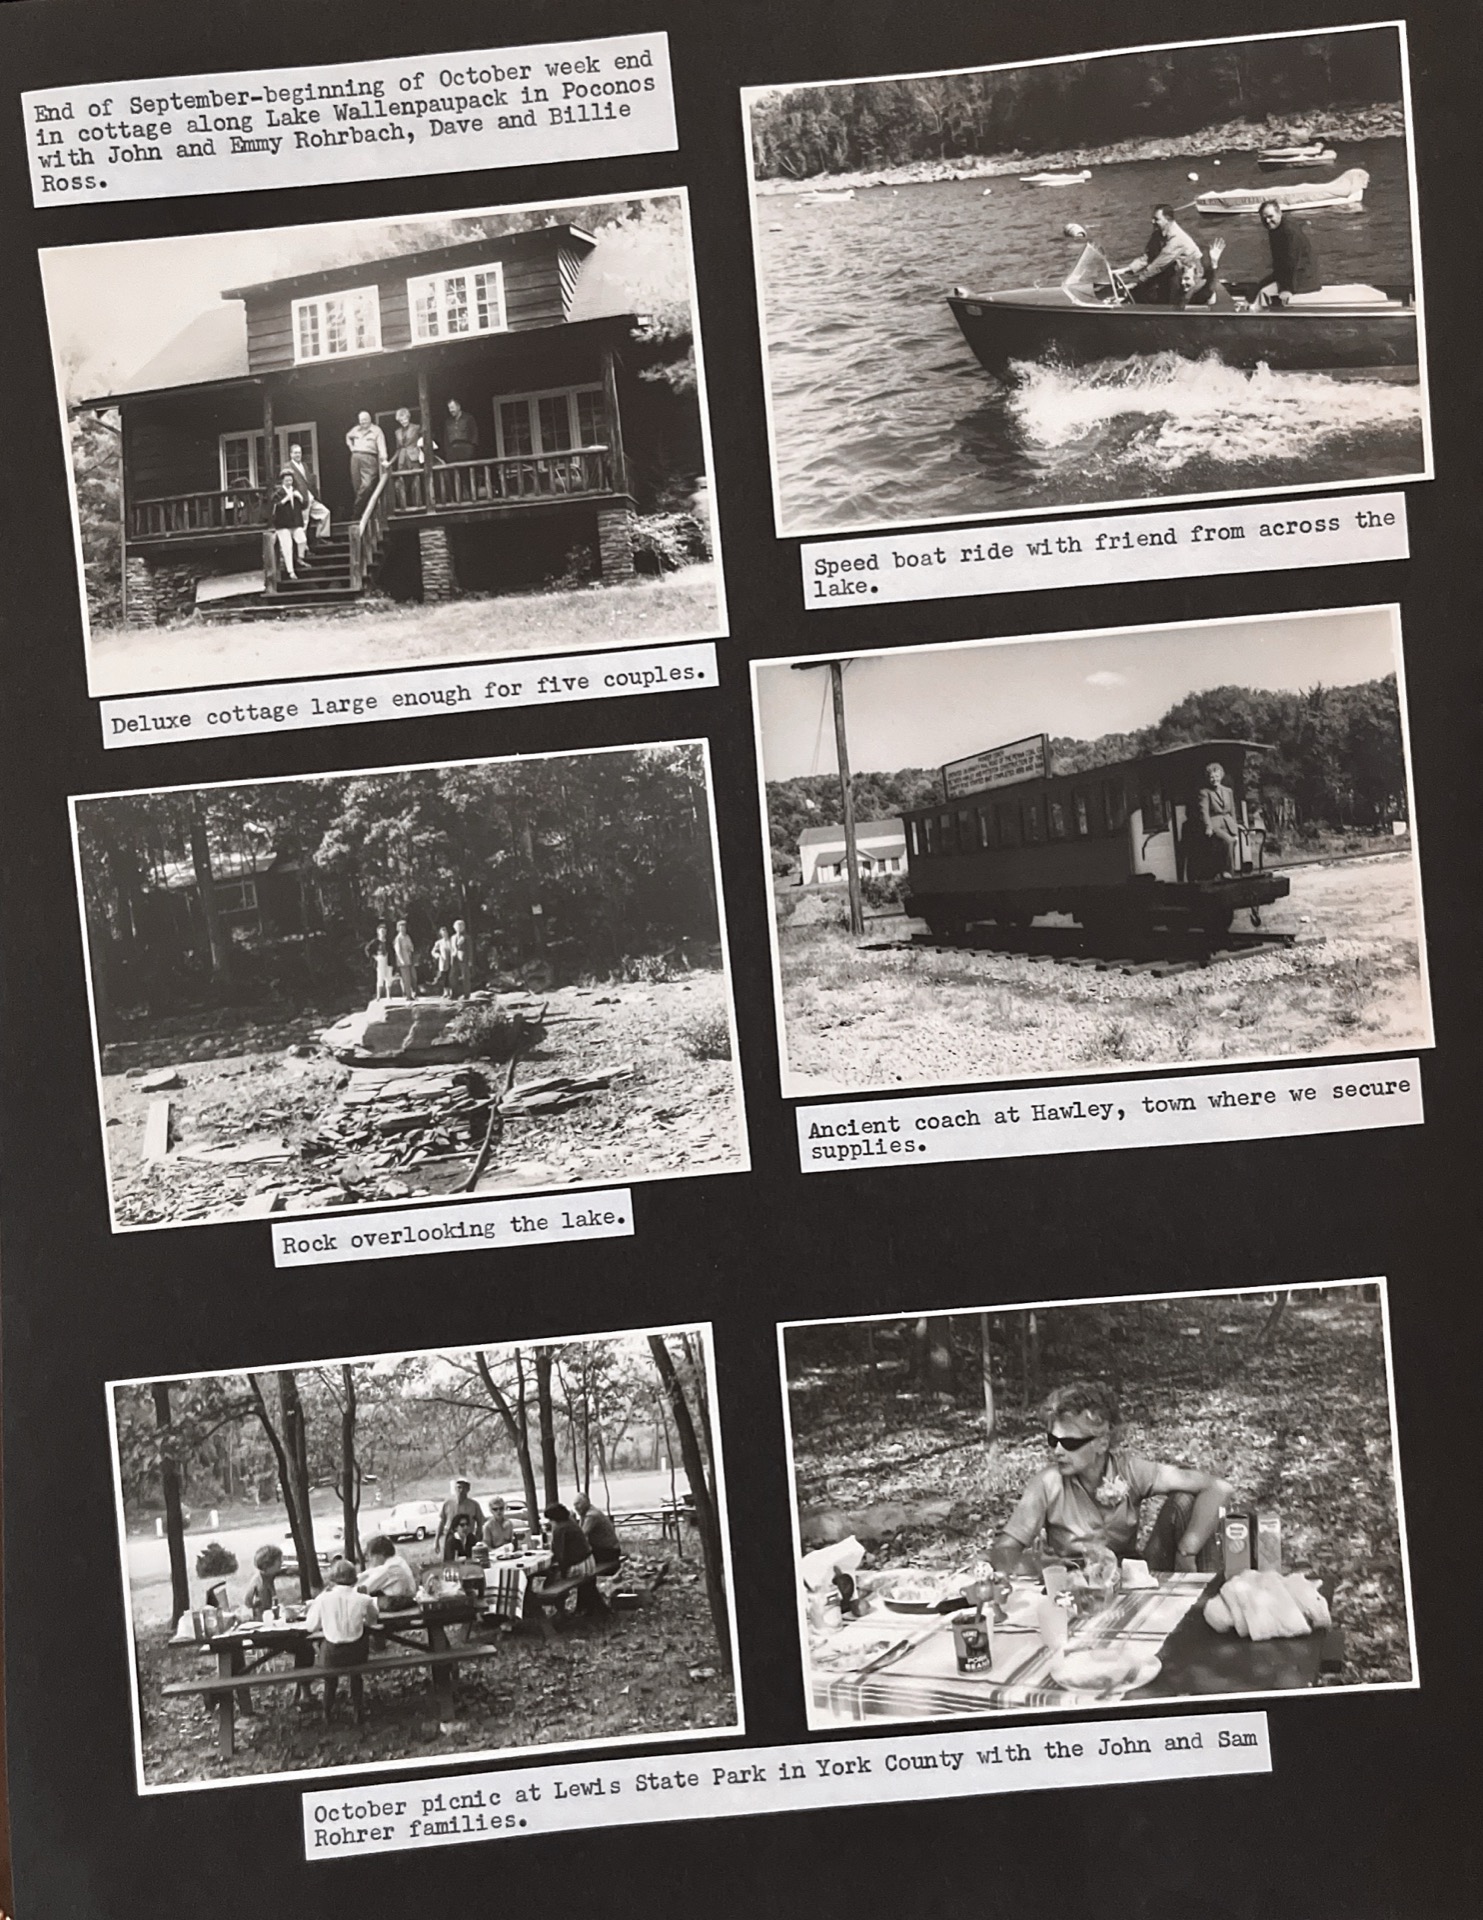 End of September-beginning of October week end
in cottage along Lake Wallenpaupack in Poconos
with John and Emmy Rohrbach, Dave and Billie
Ross.
Deluxe cottage large enough for five couples.
Rock overlooking the lake.
Speed boat ride with friend from across the
lake.
Ancient coach at Hawley, town where we secure
supplies.
PORK
BEANS
October picnic at Lewis State Park in York County with the John and Sam
Rohrer families.